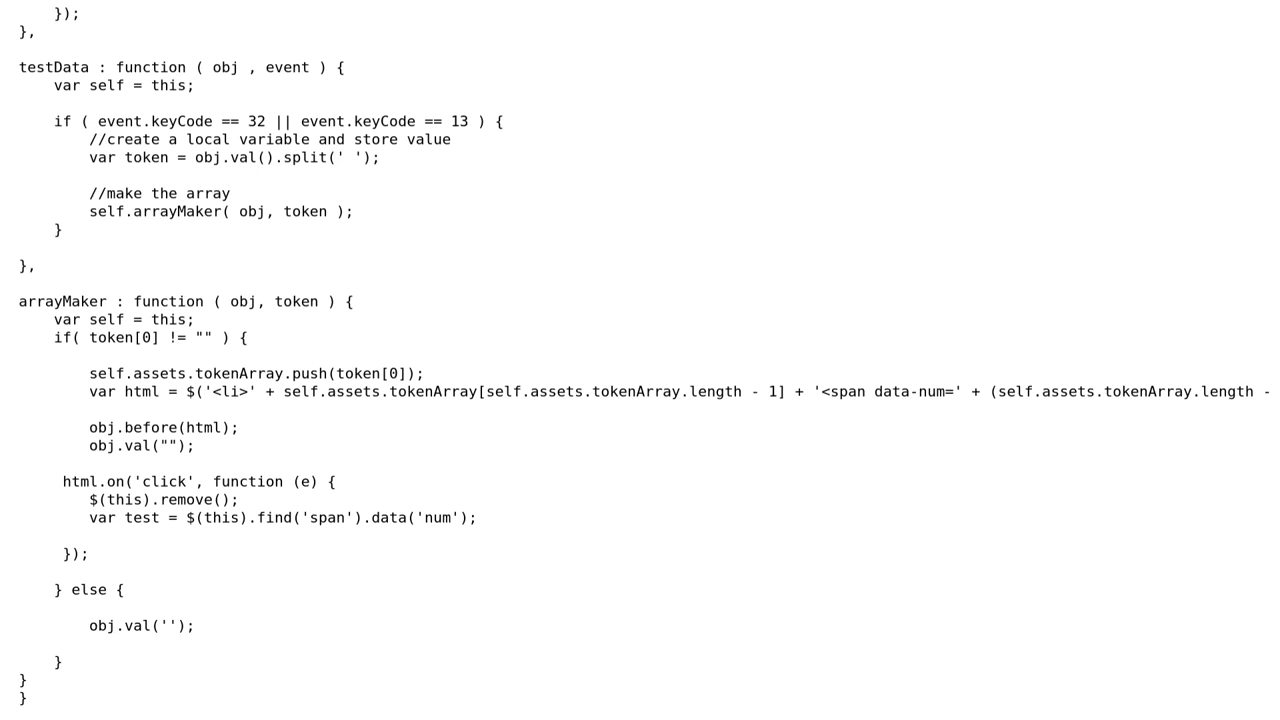 });
},

testData : function ( obj , event ) {
    var self = this;

    if ( event.keyCode == 32 || event.keyCode == 13 ) {
        //create a local variable and store value
        var token = obj.val().split(' ');

        //make the array
        self.arrayMaker( obj, token );
    }

},

arrayMaker : function ( obj, token ) {
    var self = this;
    if( token[0] != "" ) {

        self.assets.tokenArray.push(token[0]);
        var html = $('<li>' + self.assets.tokenArray[self.assets.tokenArray.length - 1] + '<span data-num=' + (self.assets.tokenArray.length -

        obj.before(html);
        obj.val("");

     html.on('click', function (e) {
        $(this).remove();
        var test = $(this).find('span').data('num');

     });

    } else {

        obj.val('');

    }
}
}